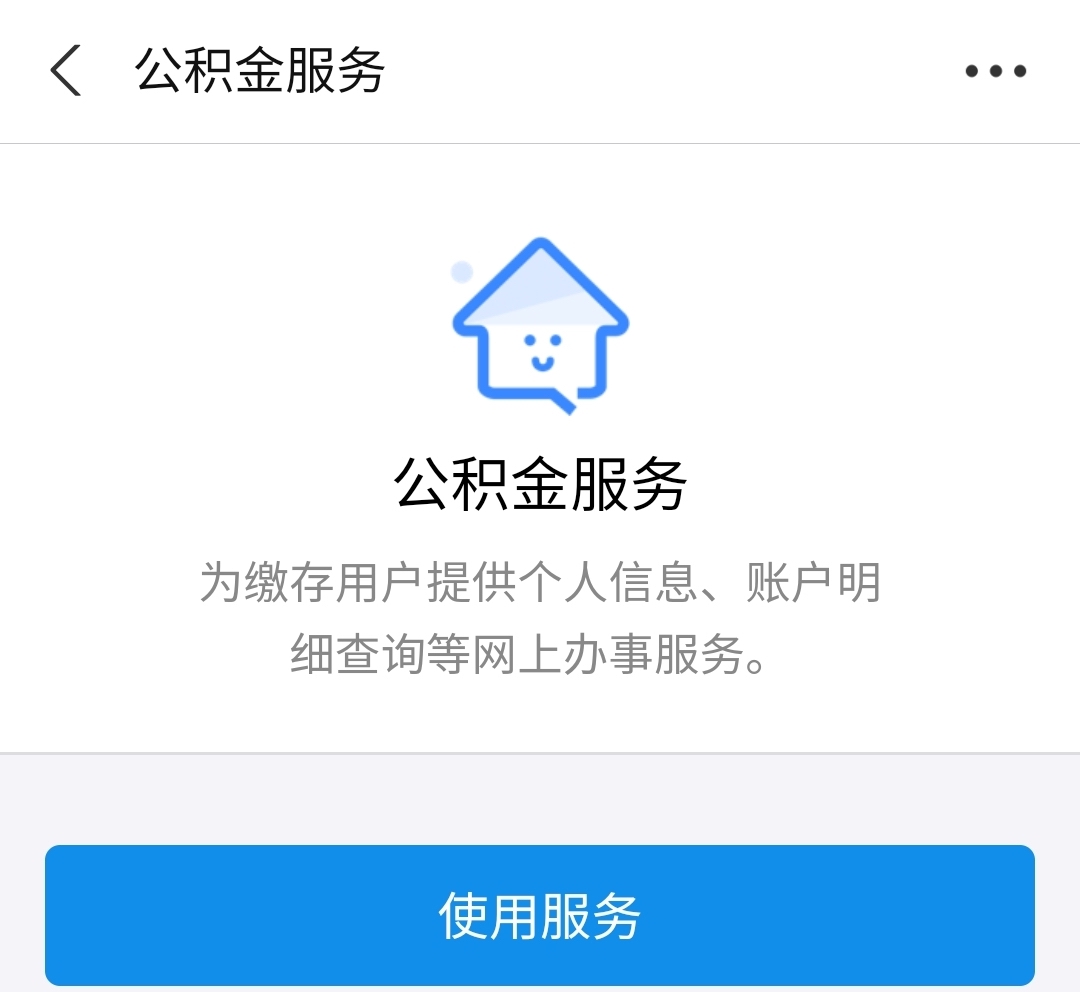 公积金服务
公积金服务
为缴存用户提供个人信息、账户明
细查询等网上办事服务。
使用服务